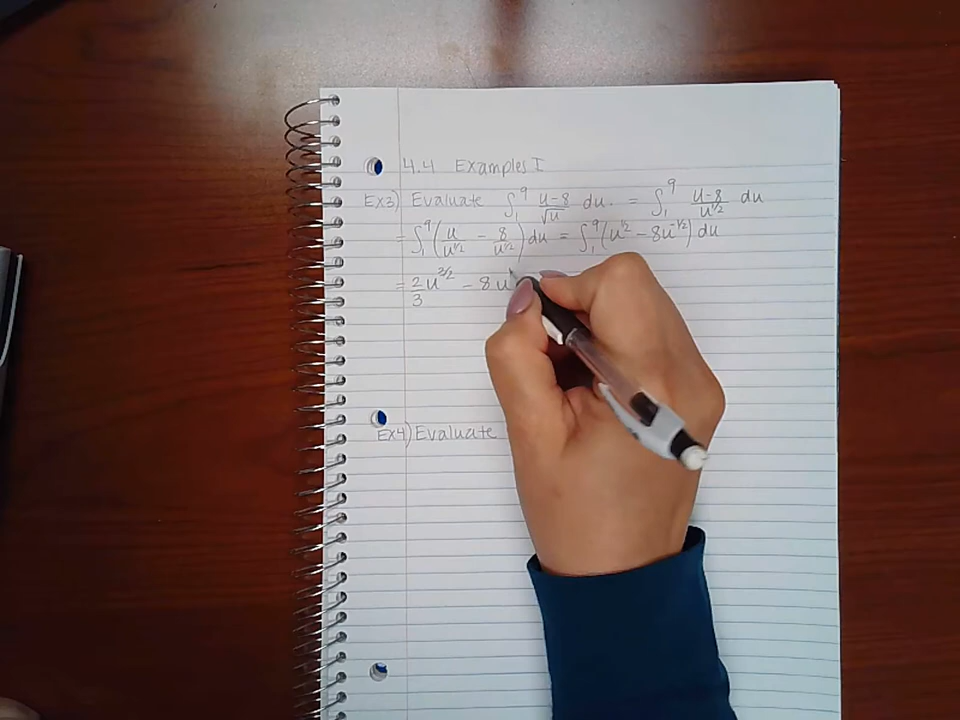 4.4 Examples I
Ex3) Evaluate ∫₁⁹ (u-8)/√u du. = ∫₁⁹ (u-8)/u^(1/2) du
= ∫₁⁹ (u/u^(1/2) - 8/u^(1/2)) du = ∫₁⁹ (u^(1/2) - 8u^(-1/2)) du
= 2/3 u^(3/2) - 8u
Ex4) Evaluate